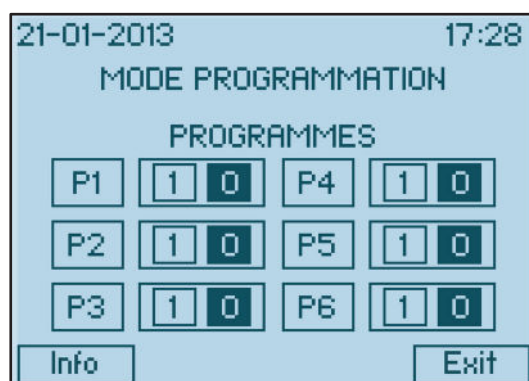 21-01-2013 17:28
MODE PROGRAMMATION
PROGRAMMES
P1 1 0 P4 1 0
P2 1 0 P5 1 0
P3 1 0 P6 1 0
Info Exit